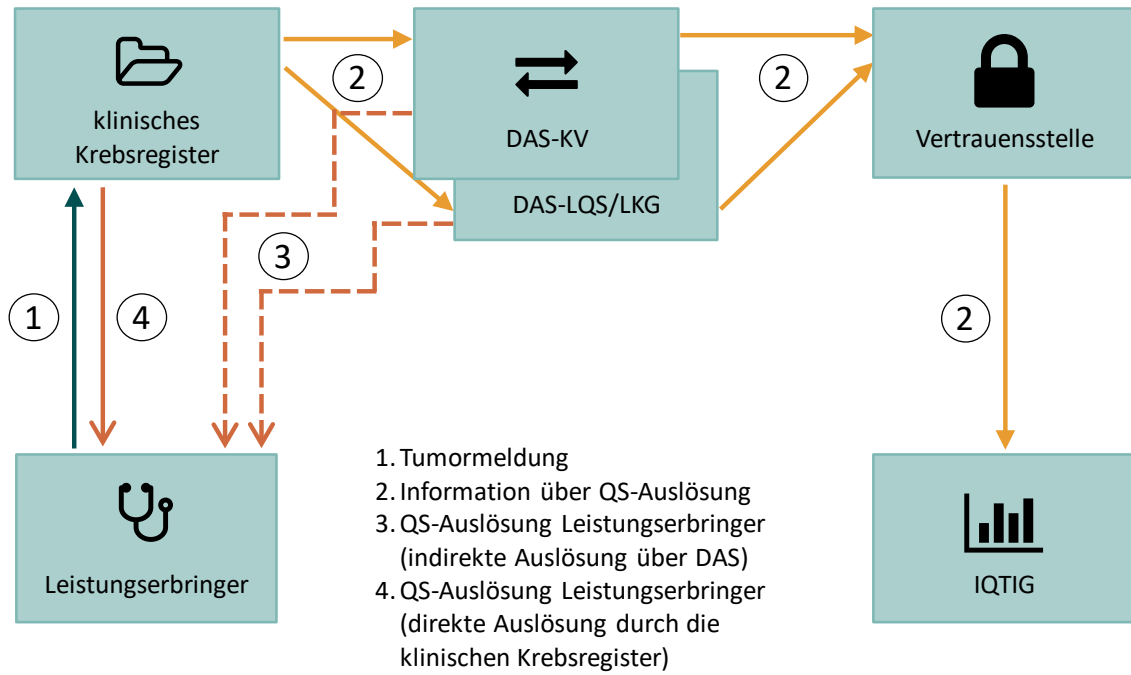 klinisches
Krebsregister
2
DAS-KV
2
Vertrauensstelle
DAS-LQS/LKG
3
1
4
2
Leistungserbringer
1. Tumormeldung
2. Information über QS-Auslösung
3. QS-Auslösung Leistungserbringer
(indirekte Auslösung über DAS)
4. QS-Auslösung Leistungserbringer
(direkte Auslösung durch die
klinischen Krebsregister)
IQTIG